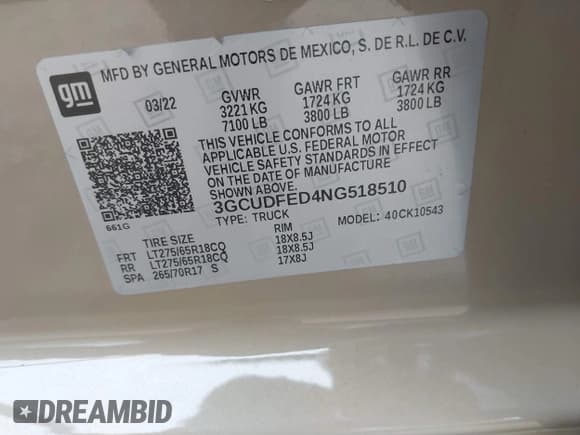 gm
MFD BY GENERAL MOTORS DE MEXICO, S. DE R.L. DE C.V.
03/22 GVWR GAWR FRT GAWR RR
3221 KG 1724 KG 1724 KG
7100 LB 3800 LB 3800 LB
THIS VEHICLE CONFORMS TO ALL
APPLICABLE U.S. FEDERAL MOTOR
VEHICLE SAFETY STANDARDS IN EFFECT
ON THE DATE OF MANUFACTURE
SHOWN ABOVE.
3GCUDFED4NG518510
661G TYPE: TRUCK MODEL: 40CK10543
TIRE SIZE RIM
FRT LT275/65R18CQ 18X8.5J
RR LT275/65R18CQ 18X8.5J
SPA 265/70R17 S 17X8J
DREAMBID